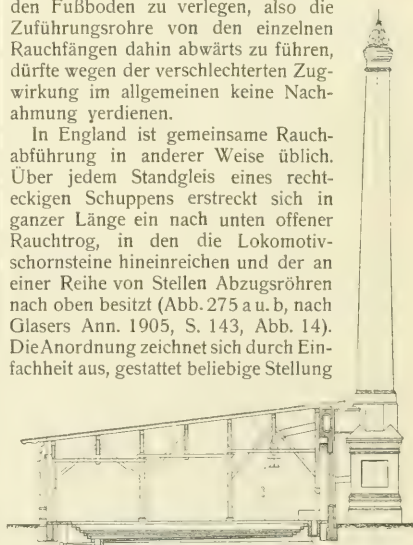 den Fußboden zu verlegen, also die
Zuführungsrohre von den einzelnen
Rauchfängen dahin abwärts zu führen,
dürfte wegen der verschlechterten Zug-
wirkung im allgemeinen keine Nach-
ahmung yerdienen.
In England ist gemeinsame Rauch-
abführung in anderer Weise üblich.
Über jedem Standgleis eines recht-
eckigen Schuppens erstreckt sich in
ganzer Länge ein nach unten offener
Rauchtrog, in den die Lokomotiv-
schornsteine hineinreichen und der an
einer Reihe von Stellen Abzugsröhren
nach oben besitzt (Abb. 275 a u. b, nach
Glasers Ann. 1905, S. 143, Abb. 14).
Die Anordnung zeichnet sich durch Ein-
fachheit aus, gestattet beliebige Stellung